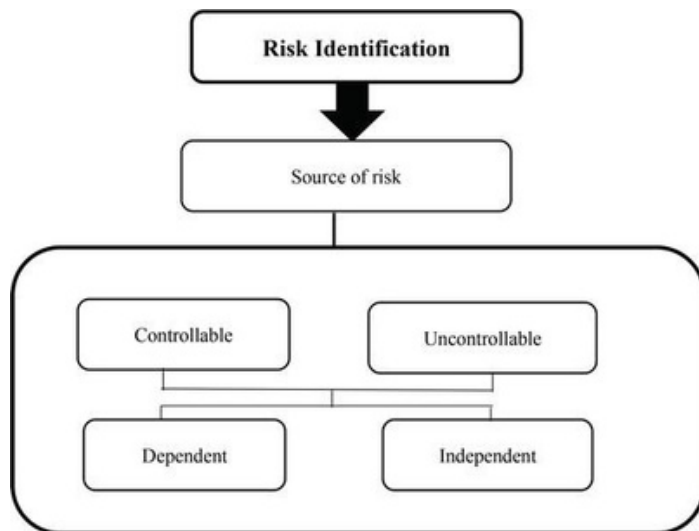 Risk Identification
Source of risk
Controllable
Uncontrollable
Dependent
Independent